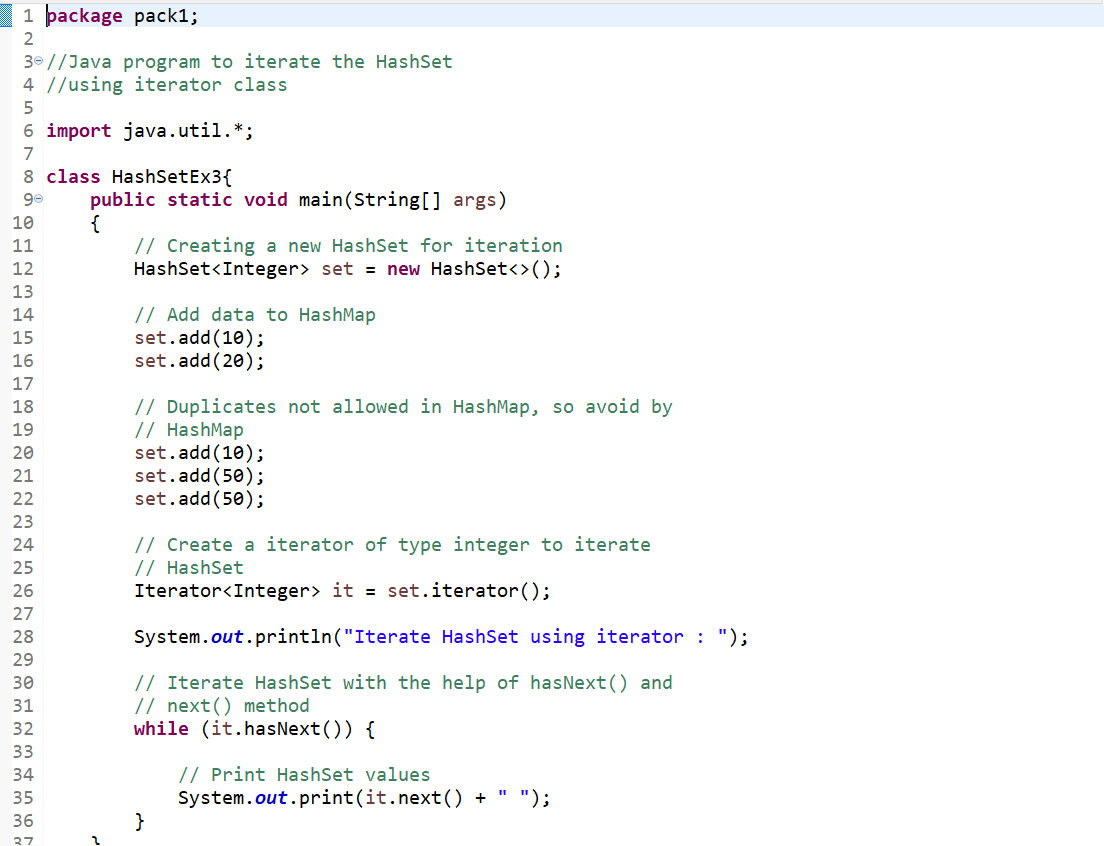 1 package pack1;
2
3 //Java program to iterate the HashSet
4 //using iterator class
5
6 import java.util.*;
7
8 class HashSetEx3{
9     public static void main(String[] args)
10     {
11         // Creating a new HashSet for iteration
12         HashSet<Integer> set = new HashSet<>();
13
14         // Add data to HashMap
15         set.add(10);
16         set.add(20);
17
18         // Duplicates not allowed in HashMap, so avoid by
19         // HashMap
20         set.add(10);
21         set.add(50);
22         set.add(50);
23
24         // Create a iterator of type integer to iterate
25         // HashSet
26         Iterator<Integer> it = set.iterator();
27
28         System.out.println("Iterate HashSet using iterator : ");
29
30         // Iterate HashSet with the help of hasNext() and
31         // next() method
32         while (it.hasNext()) {
33
34             // Print HashSet values
35             System.out.print(it.next() + " ");
36         }
37     }